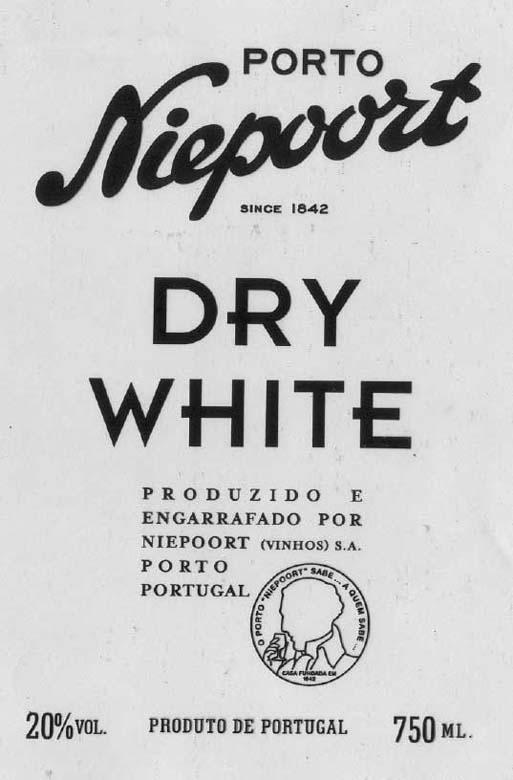 PORTO
Niepoort
SINCE 1842
DRY
WHITE
PRODUZIDO E
ENGARRAFADO POR
NIEPOORT (VINHOS) S.A.
PORTO
PORTUGAL
O PORTO "NIEPOORT" SABE... A QUEM SABE...
CASA FUNDADA EM
1842
20% VOL. PRODUTO DE PORTUGAL 750 ML.